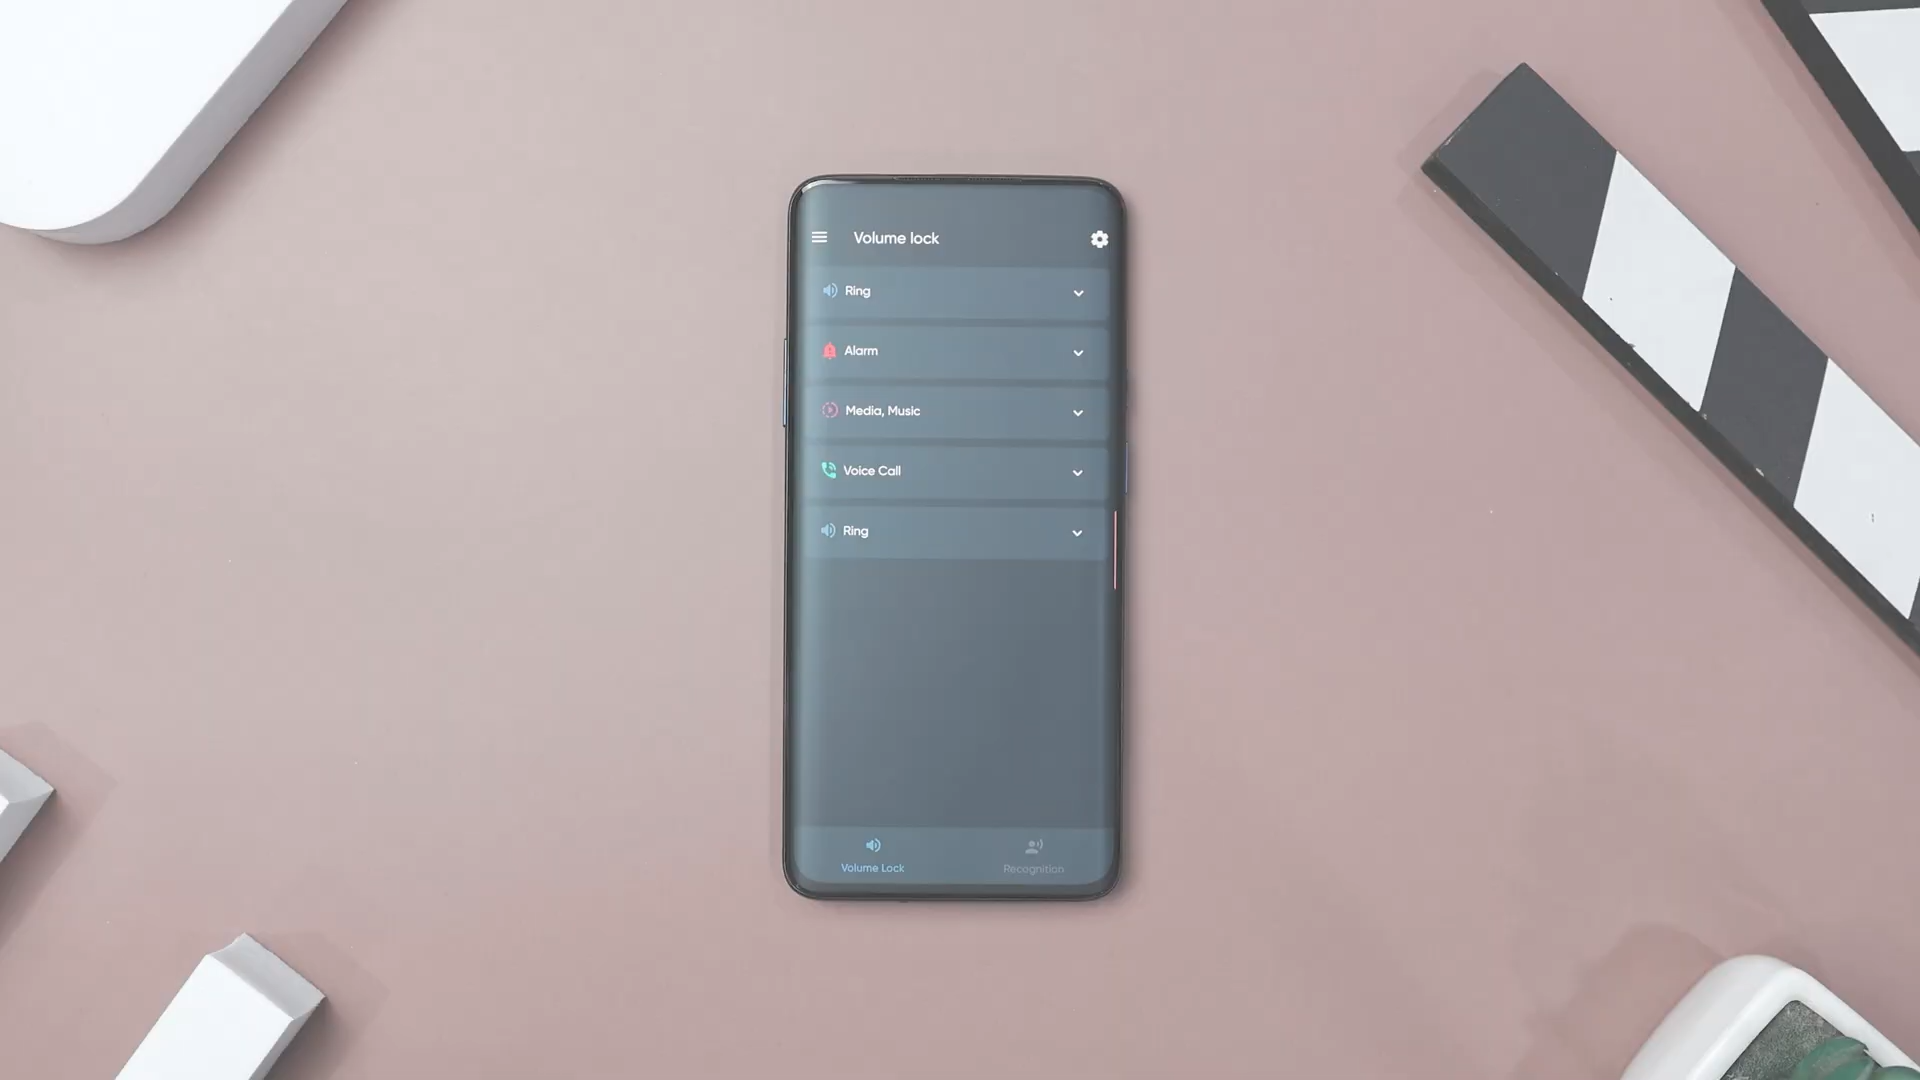 Volume lock
Ring
Alarm
Media, Music
Voice Call
Ring
Volume Lock
Recognition